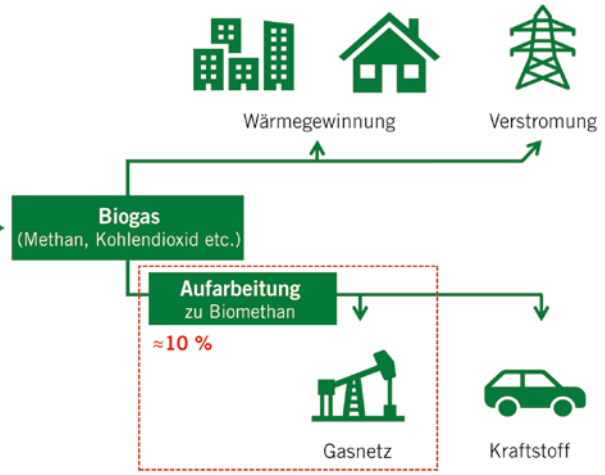 Wärmegewinnung
Verstromung
Biogas
(Methan, Kohlendioxid etc.)
Aufarbeitung
zu Biomethan
≈10 %
Gasnetz
Kraftstoff